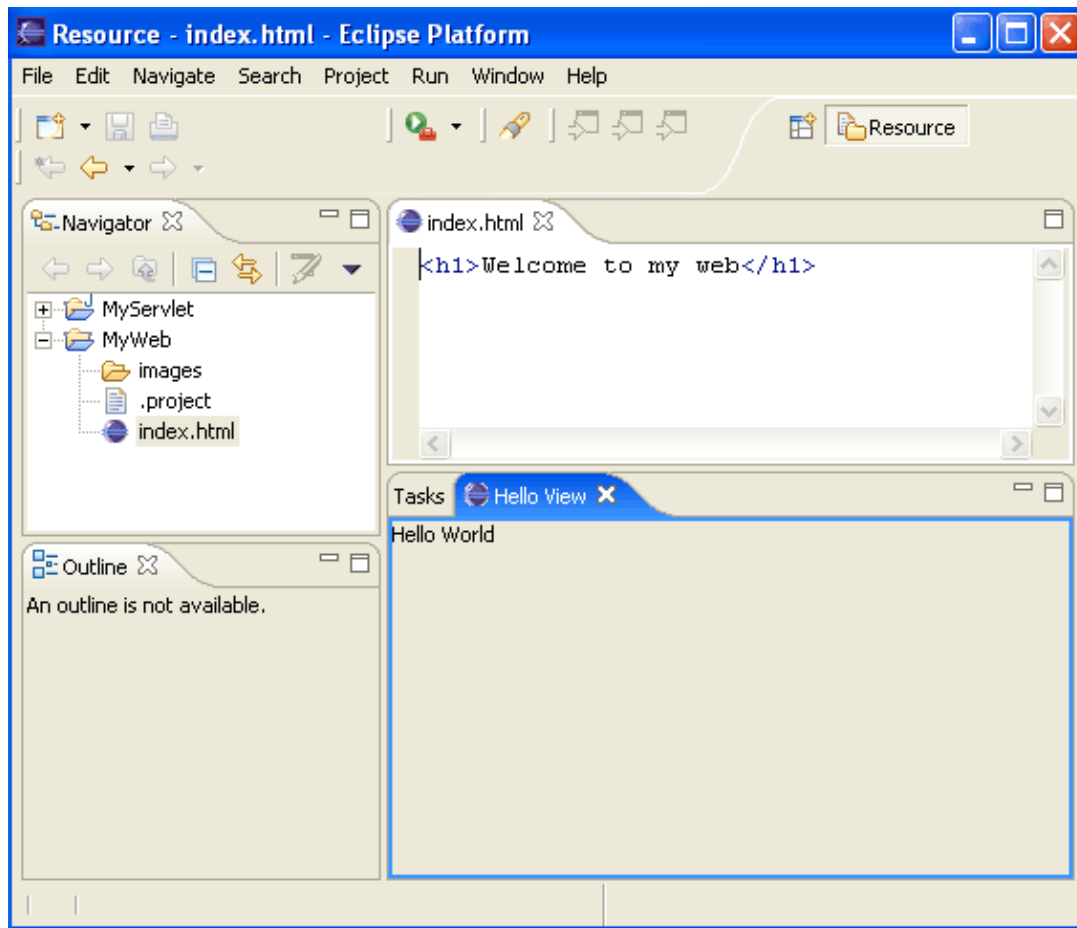 Resource - index.html - Eclipse Platform
File Edit Navigate Search Project Run Window Help
Resource
Navigator
MyServlet
MyWeb
images
.project
index.html
index.html
<h1>Welcome to my web</h1>
Outline
An outline is not available.
Tasks Hello View
Hello World